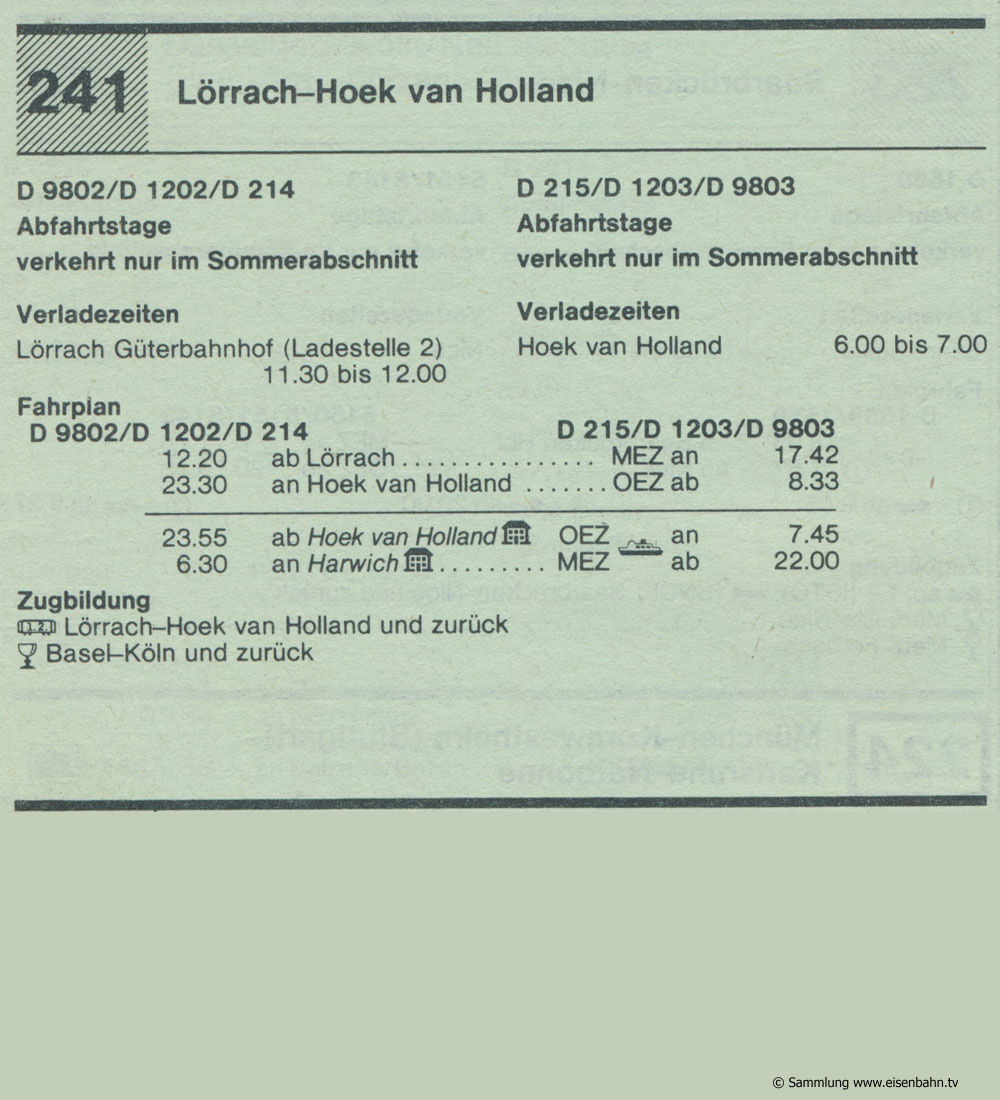 241 Lörrach–Hoek van Holland
D 9802/D 1202/D 214
Abfahrtstage
verkehrt nur im Sommerabschnitt
Verladezeiten
Lörrach Güterbahnhof (Ladestelle 2)
11.30 bis 12.00
D 215/D 1203/D 9803
Abfahrtstage
verkehrt nur im Sommerabschnitt
Verladezeiten
Hoek van Holland 6.00 bis 7.00
Fahrplan
D 9802/D 1202/D 214 D 215/D 1203/D 9803
12.20 ab Lörrach . . . . . . . . . . . . . . . . MEZ an 17.42
23.30 an Hoek van Holland . . . . . . . OEZ ab 8.33
23.55 ab Hoek van Holland OEZ an 7.45
6.30 an Harwich . . . . . . . . . . MEZ ab 22.00
Zugbildung
1.2. Lörrach–Hoek van Holland und zurück
Basel–Köln und zurück
© Sammlung www.eisenbahn.tv